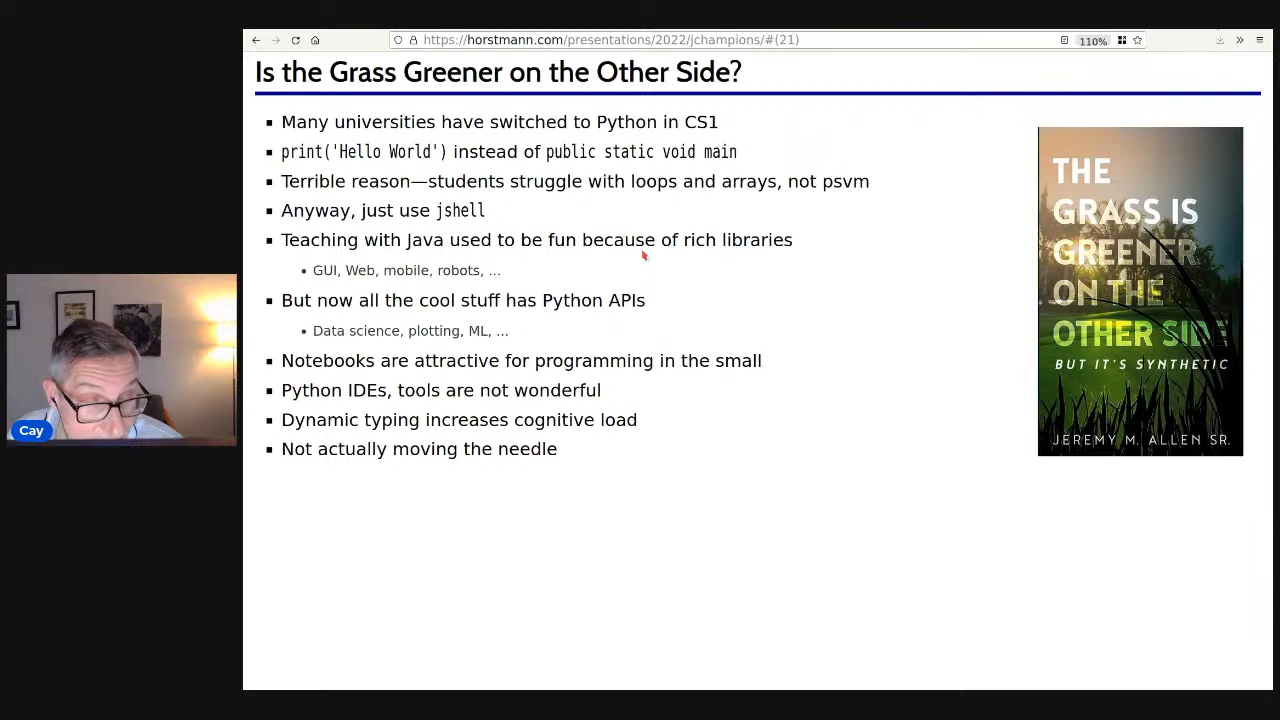 https://horstmann.com/presentations/2022/jchampions/#(21)
110%
Is the Grass Greener on the Other Side?
Many universities have switched to Python in CS1
print('Hello World') instead of public static void main
Terrible reason—students struggle with loops and arrays, not psvm
Anyway, just use jshell
Teaching with Java used to be fun because of rich libraries
GUI, Web, mobile, robots, ...
But now all the cool stuff has Python APIs
Data science, plotting, ML, ...
Notebooks are attractive for programming in the small
Python IDEs, tools are not wonderful
Dynamic typing increases cognitive load
Not actually moving the needle
THE
GRASS IS
GREENER
ON THE
OTHER SIDE
BUT IT'S SYNTHETIC
JEREMY M. ALLEN SR.
Cay